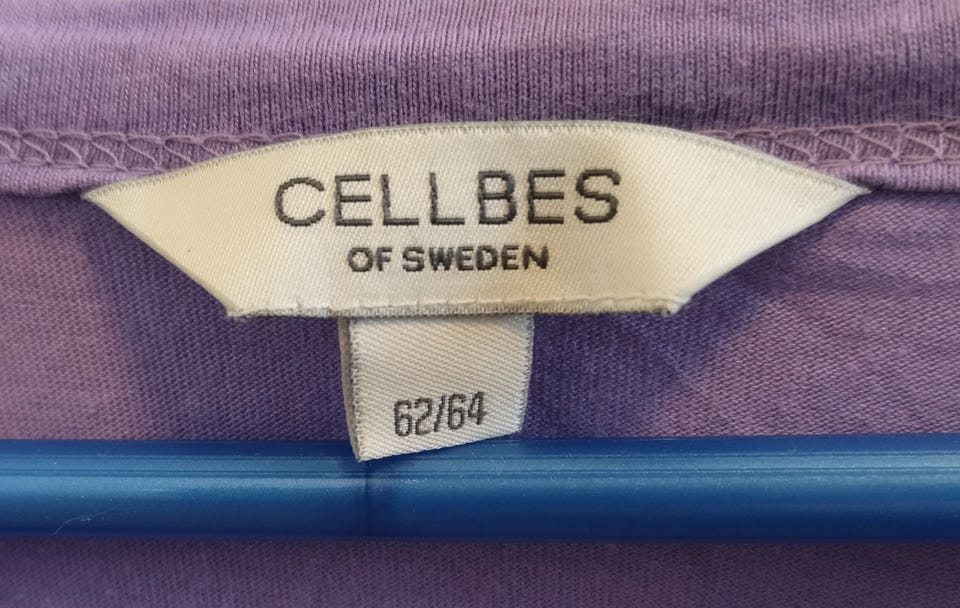 CELLBES
OF SWEDEN
62/64